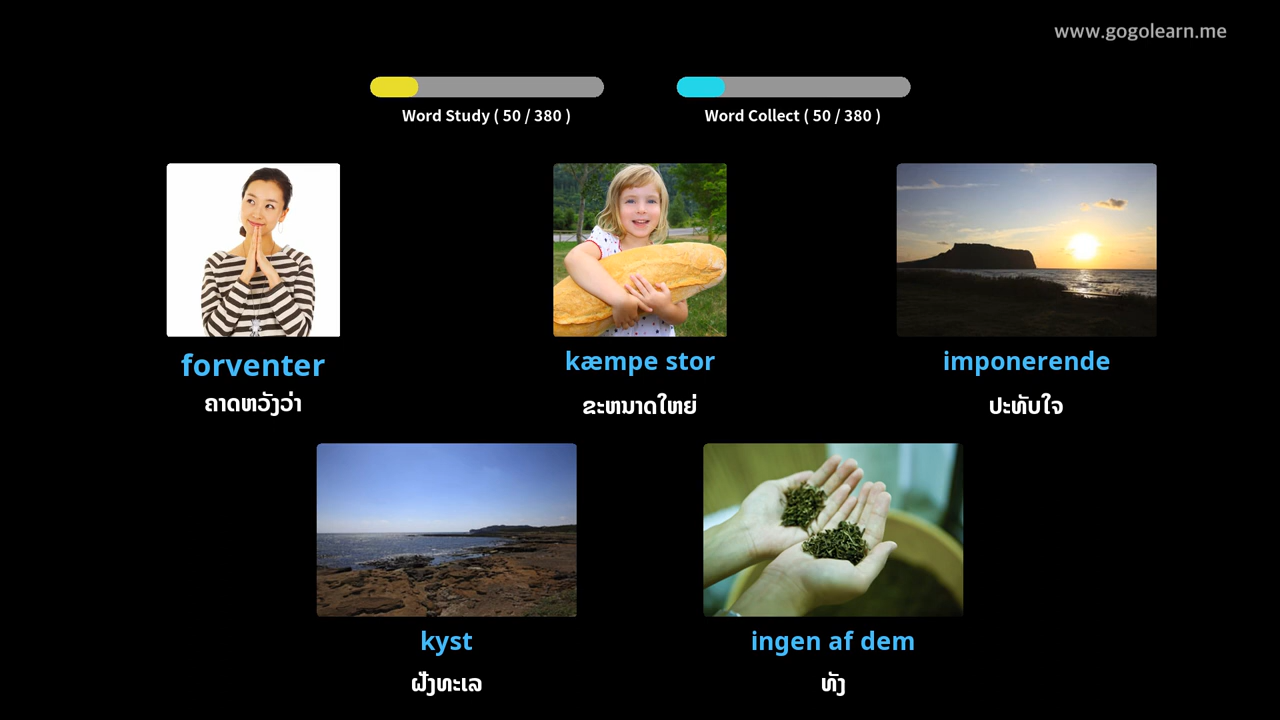 www.gogolearn.me
Word Study ( 50 / 380 )
Word Collect ( 50 / 380 )
forventer
ຄາດຫວັງວ່າ
kæmpe stor
ຂະໜາດໃຫຍ່
imponerende
ປະທັບໃຈ
kyst
ຝັ່ງທະເລ
ingen af dem
ທັງ